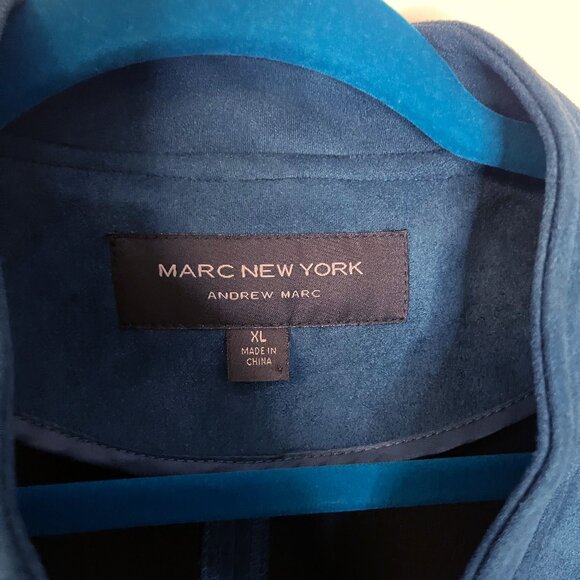 MARC NEW YORK
ANDREW MARC
XL
MADE IN
CHINA